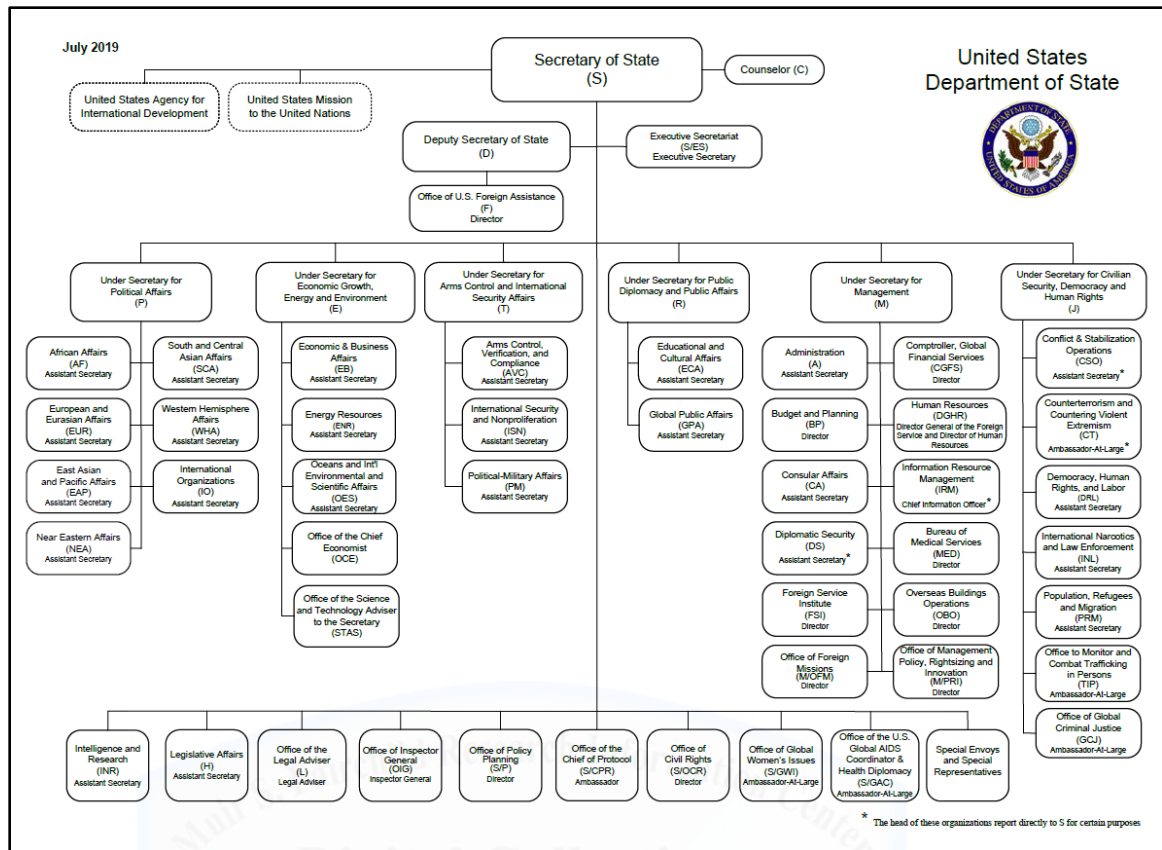 July 2019
United States
Department of State
DEPARTMENT OF STATE
UNITED STATES OF AMERICA
Secretary of State
(S)
Counselor (C)
United States Agency for
International Development
United States Mission
to the United Nations
Deputy Secretary of State
(D)
Executive Secretariat
(S/ES)
Executive Secretary
Office of U.S. Foreign Assistance
(F)
Director
Under Secretary for
Political Affairs
(P)
Under Secretary for
Economic Growth,
Energy and Environment
(E)
Under Secretary for
Arms Control and International
Security Affairs
(T)
Under Secretary for Public
Diplomacy and Public Affairs
(R)
Under Secretary for
Management
(M)
Under Secretary for Civilian
Security, Democracy and
Human Rights
(J)
African Affairs
(AF)
Assistant Secretary
South and Central
Asian Affairs
(SCA)
Assistant Secretary
European and
Eurasian Affairs
(EUR)
Assistant Secretary
Western Hemisphere
Affairs
(WHA)
Assistant Secretary
East Asian
and Pacific Affairs
(EAP)
Assistant Secretary
International
Organizations
(IO)
Assistant Secretary
Near Eastern Affairs
(NEA)
Assistant Secretary
Economic & Business
Affairs
(EB)
Assistant Secretary
Energy Resources
(ENR)
Assistant Secretary
Oceans and Int'l
Environmental and
Scientific Affairs
(OES)
Assistant Secretary
Office of the Chief
Economist
(OCE)
Office of the Science
and Technology Adviser
to the Secretary
(STAS)
Arms Control,
Verification, and
Compliance
(AVC)
Assistant Secretary
International Security
and Nonproliferation
(ISN)
Assistant Secretary
Political-Military Affairs
(PM)
Assistant Secretary
Educational and
Cultural Affairs
(ECA)
Assistant Secretary
Global Public Affairs
(GPA)
Assistant Secretary
Administration
(A)
Assistant Secretary
Comptroller, Global
Financial Services
(CGFS)
Director
Budget and Planning
(BP)
Director
Human Resources
(DGHR)
Director General of the Foreign
Service and Director of Human
Resources
Consular Affairs
(CA)
Assistant Secretary
Information Resource
Management
(IRM)
Chief Information Officer*
Diplomatic Security
(DS)
Assistant Secretary*
Bureau of
Medical Services
(MED)
Director
Foreign Service
Institute
(FSI)
Director
Overseas Buildings
Operations
(OBO)
Director
Office of Foreign
Missions
(M/OFM)
Director
Office of Management
Policy, Rightsizing and
Innovation
(M/PRI)
Director
Conflict & Stabilization
Operations
(CSO)
Assistant Secretary*
Counterterrorism and
Countering Violent
Extremism
(CT)
Ambassador-At-Large*
Democracy, Human
Rights, and Labor
(DRL)
Assistant Secretary
International Narcotics
and Law Enforcement
(INL)
Assistant Secretary
Population, Refugees
and Migration
(PRM)
Assistant Secretary
Office to Monitor and
Combat Trafficking
in Persons
(TIP)
Ambassador-At-Large
Office of Global
Criminal Justice
(GCJ)
Ambassador-At-Large
Intelligence and
Research
(INR)
Assistant Secretary
Legislative Affairs
(H)
Assistant Secretary
Office of the
Legal Adviser
(L)
Legal Adviser
Office of Inspector
General
(OIG)
Inspector General
Office of Policy
Planning
(S/P)
Director
Office of the
Chief of Protocol
(S/CPR)
Ambassador
Office of
Civil Rights
(S/OCR)
Director
Office of Global
Women's Issues
(S/GWI)
Ambassador-At-Large
Office of the U.S.
Global AIDS
Coordinator &
Health Diplomacy
(S/GAC)
Ambassador-At-Large
Special Envoys
and Special
Representatives
* The head of these organizations report directly to S for certain purposes